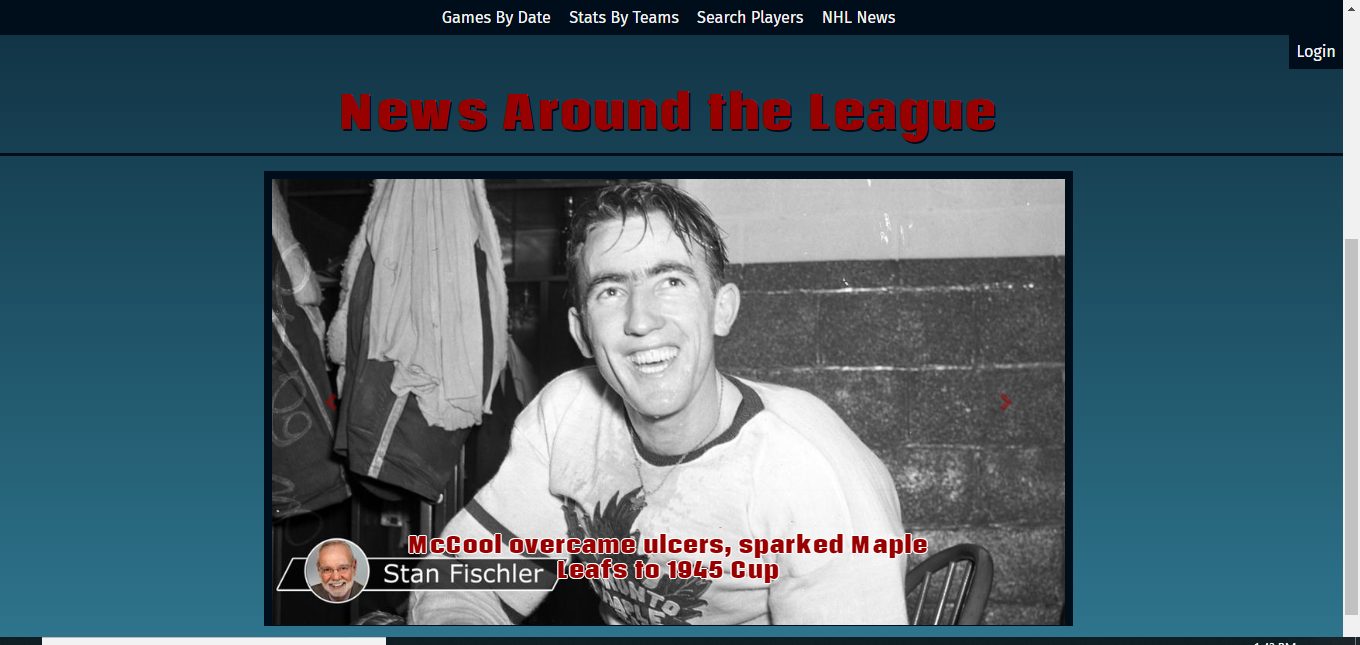 Games By Date Stats By Teams Search Players NHL News
Login
News Around the League
McCool overcame ulcers, sparked Maple
Leafs to 1945 Cup
Stan Fischler
MAPLE